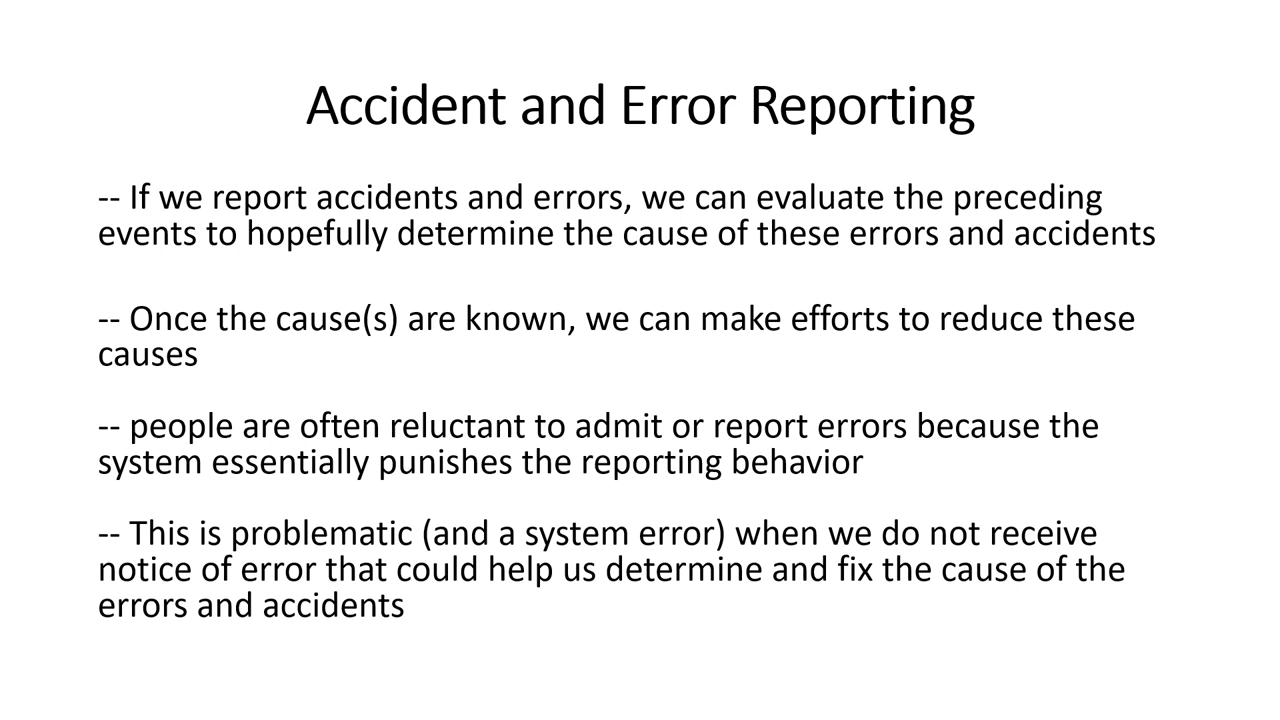 Accident and Error Reporting
-- If we report accidents and errors, we can evaluate the preceding
events to hopefully determine the cause of these errors and accidents
-- Once the cause(s) are known, we can make efforts to reduce these
causes
-- people are often reluctant to admit or report errors because the
system essentially punishes the reporting behavior
-- This is problematic (and a system error) when we do not receive
notice of error that could help us determine and fix the cause of the
errors and accidents